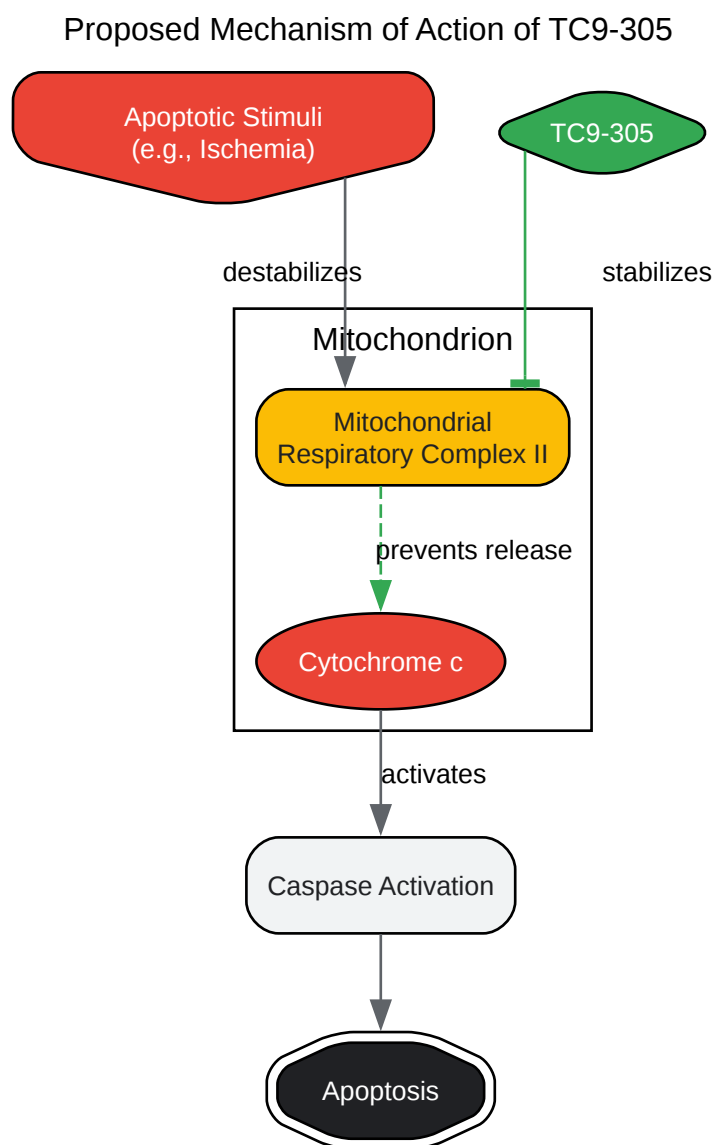 Proposed Mechanism of Action of TC9-305
Apoptotic Stimuli
(e.g., Ischemia)
TC9-305
destabilizes
stabilizes
Mitochondrion
Mitochondrial
Respiratory Complex II
prevents release
Cytochrome c
activates
Caspase Activation
Apoptosis